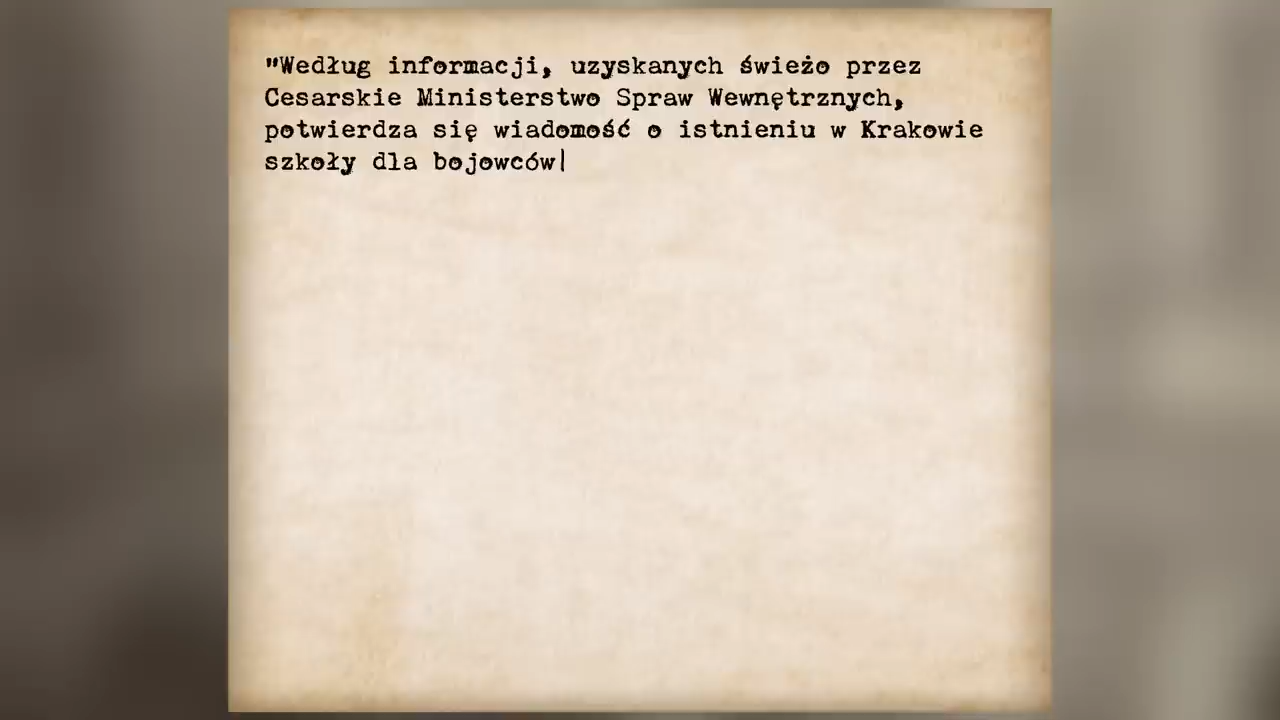 "Według informacji, uzyskanych świeżo przez
Cesarskie Ministerstwo Spraw Wewnętrznych,
potwierdza się wiadomość o istnieniu w Krakowie
szkoły dla bojowców